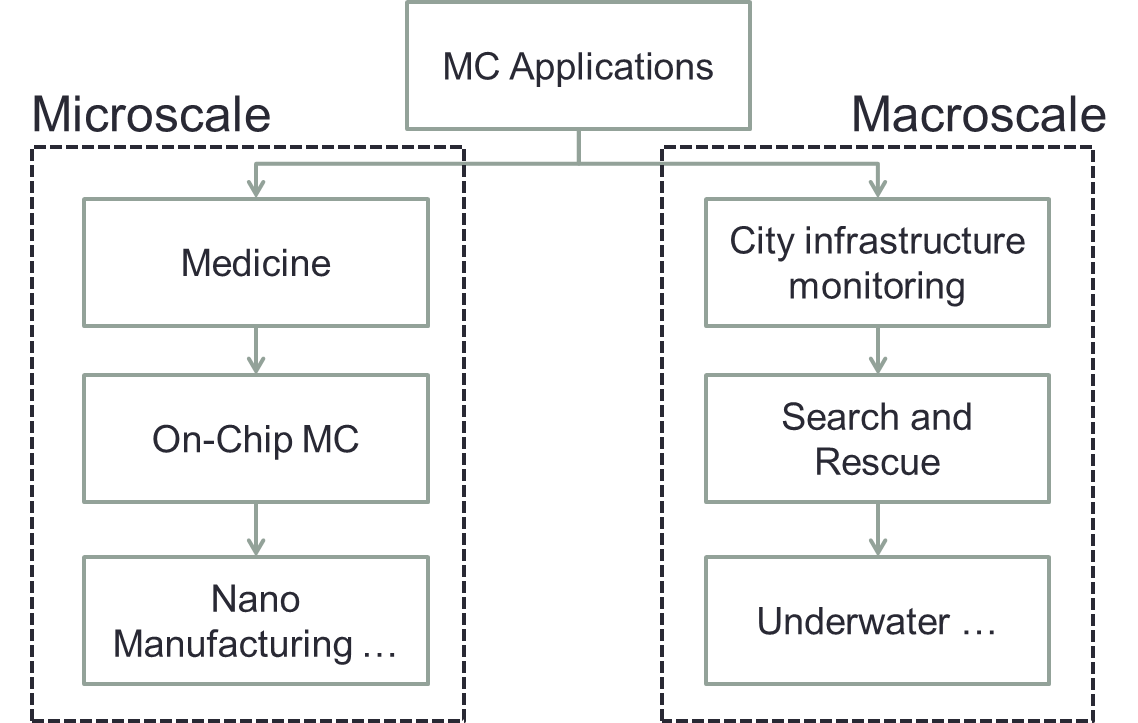 MC Applications
Microscale
Macroscale
Medicine
On-Chip MC
Nano
Manufacturing …
City infrastructure
monitoring
Search and
Rescue
Underwater …